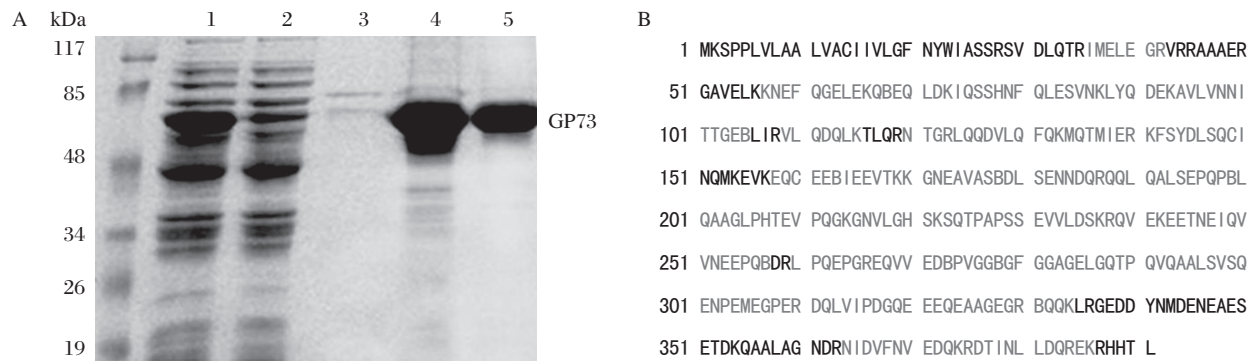 A kDa 1 2 3 4 5
117
85
GP73
48
34
26
19
B
1 MKSPPLVLAA LVACIIVLGF NYWIASSRSV DLQTRIMELE GRVRRAAAER
51 GAVELKKNEF QGELEKQBEQ LDKIQSSHNF QLESVNKLYQ DEKAVLVNNI
101 TTGEBLIRVL QDQLKTLQRN TGRLQQDVLQ FQKMQTMIER KFSYDLSQCI
151 NQMKEVKEQC EEBIEEVTKK GNEAVASBDL SENNDQRQQL QALSEPQPBL
201 QAAGLPHTEV PQGKGNVLGH SKSQTPAPSS EVVLDSKRQV EKEETNEIQV
251 VNEEPQBDRL PQEPGREQVV EDBPVGGBGF GGAGELGQTP QVQAALSVSQ
301 ENPEMEGPER DQLVIPDGQE EEQEAAGEGR BQQKLRGEDD YNMDENEAES
351 ETDKQAALAG NDRNIDVFNV EDQKRDTINL LDQREKRHHT L